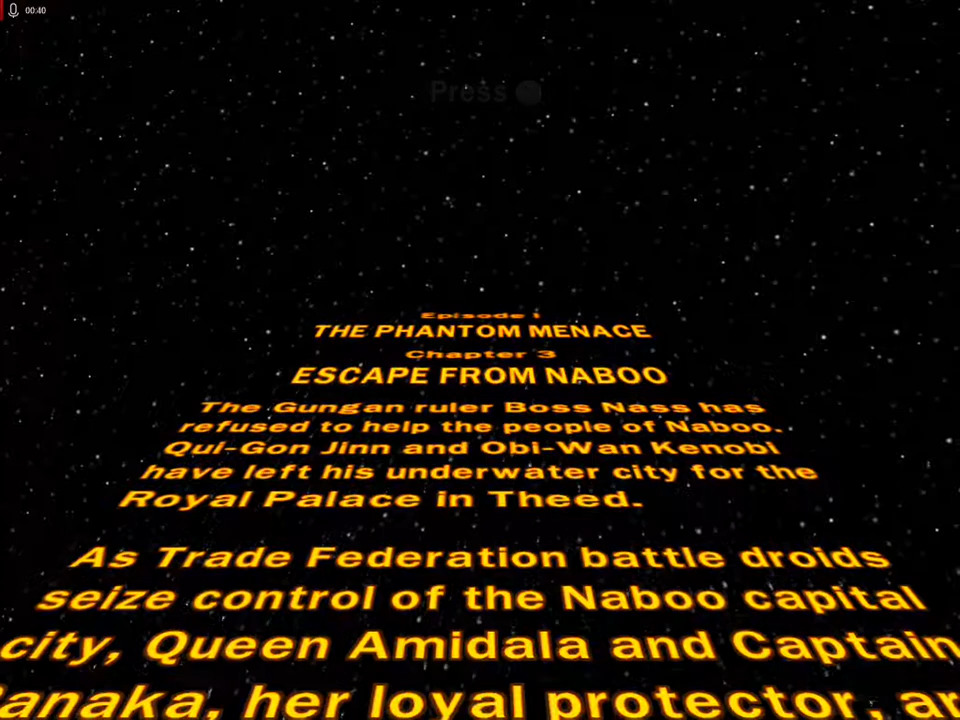 00:40
Press
Episode I
THE PHANTOM MENACE
Chapter 3
ESCAPE FROM NABOO
The Gungan ruler Boss Nass has
refused to help the people of Naboo.
Qui-Gon Jinn and Obi-Wan Kenobi
have left his underwater city for the
Royal Palace in Theed.
As Trade Federation battle droids
seize control of the Naboo capital
city, Queen Amidala and Captain
her loyal protector,